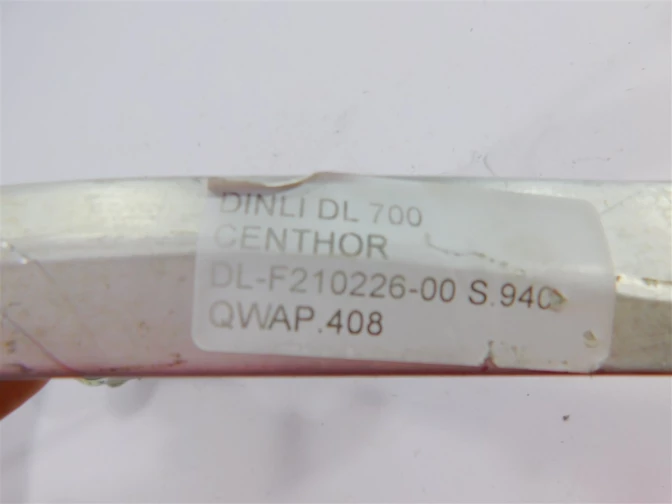 DINLI DL 700
CENTHOR
DL-F210226-00 S.940
QWAP.408